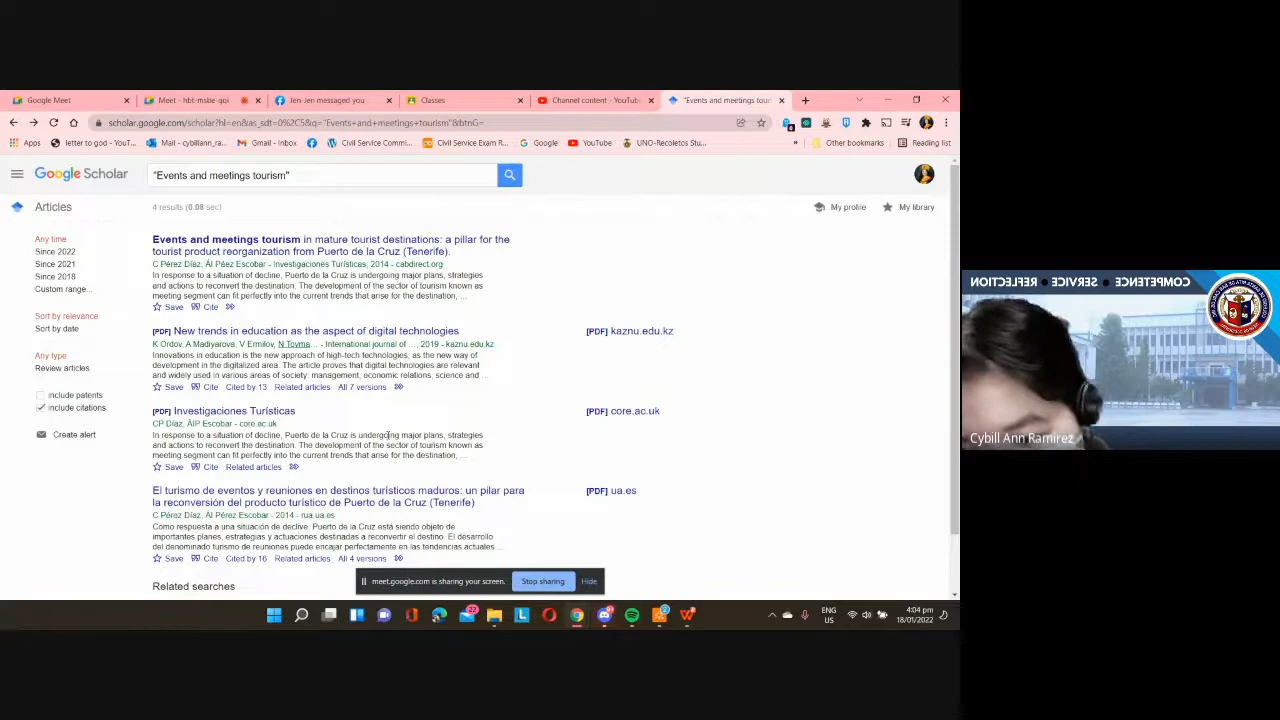 Google Meet
Meet - hbt-mskie-qqi
Jen-Jen messaged you
Classes
Channel content - YouTube
"Events and meetings tour
scholar.google.com/scholar?hl=en&as_sdt=0%2C5&q="Events+and+meetings+tourism"&btnG=
Apps
letter to god - YouT...
Mail - cybillann_ra...
Gmail - Inbox
Civil Service Commi...
Civil Service Exam R...
Google
YouTube
UNO-Recoletos Stu...
»
Other bookmarks
Reading list
Google Scholar
"Events and meetings tourism"
Articles
4 results (0.08 sec)
My profile
My library
Any time
Since 2022
Since 2021
Since 2018
Custom range...
Sort by relevance
Sort by date
Any type
Review articles
include patents
include citations
Create alert
Events and meetings tourism in mature tourist destinations: a pillar for the
tourist product reorganization from Puerto de la Cruz (Tenerife).
C Pérez Díaz, ÁI Páez Escobar - Investigaciones Turísticas, 2014 - cabdirect.org
In response to a situation of decline, Puerto de la Cruz is undergoing major plans, strategies
and actions to reconvert the destination. The development of the sector of tourism known as
meeting segment can fit perfectly into the current trends that arise for the destination, ...
Save Cite
[PDF] New trends in education as the aspect of digital technologies
[PDF] kaznu.edu.kz
K Ordov, A Madiyarova, V Ermilov, N Tovma... - International journal of ..., 2019 - kaznu.edu.kz
Innovations in education is the new approach of high-tech technologies, as the new way of
development in the digitalized area. The article proves that digital technologies are relevant
and widely used in various areas of society: management, economic relations, science and ...
Save Cite Cited by 13 Related articles All 7 versions
[PDF] Investigaciones Turísticas
[PDF] core.ac.uk
CP Díaz, ÁIP Escobar - core.ac.uk
In response to a situation of decline, Puerto de la Cruz is undergoing major plans, strategies
and actions to reconvert the destination. The development of the sector of tourism known as
meeting segment can fit perfectly into the current trends that arise for the destination, ...
Save Cite Related articles
El turismo de eventos y reuniones en destinos turísticos maduros: un pilar para
la reconversión del producto turístico de Puerto de la Cruz (Tenerife)
[PDF] ua.es
C Pérez Díaz, ÁI Pérez Escobar - 2014 - rua.ua.es
Como respuesta a una situación de declive, Puerto de la Cruz está siendo objeto de
importantes planes, estrategias y actuaciones destinadas a reconvertir el destino. El desarrollo
del denominado turismo de reuniones puede encajar perfectamente en las tendencias actuales ...
Save Cite Cited by 16 Related articles All 4 versions
Related searches
meet.google.com is sharing your screen.
Stop sharing
Hide
ENG
US
4:04 pm
18/01/2022
COMPETENCE • SERVICE • REFLECTION
Cybill Ann Ramirez